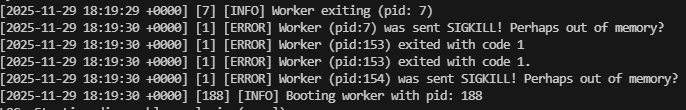 [2025-11-29 18:19:29 +0000] [7] [INFO] Worker exiting (pid: 7)
[2025-11-29 18:19:30 +0000] [1] [ERROR] Worker (pid:7) was sent SIGKILL! Perhaps out of memory?
[2025-11-29 18:19:30 +0000] [1] [ERROR] Worker (pid:153) exited with code 1
[2025-11-29 18:19:30 +0000] [1] [ERROR] Worker (pid:153) exited with code 1.
[2025-11-29 18:19:30 +0000] [1] [ERROR] Worker (pid:154) was sent SIGKILL! Perhaps out of memory?
[2025-11-29 18:19:30 +0000] [188] [INFO] Booting worker with pid: 188